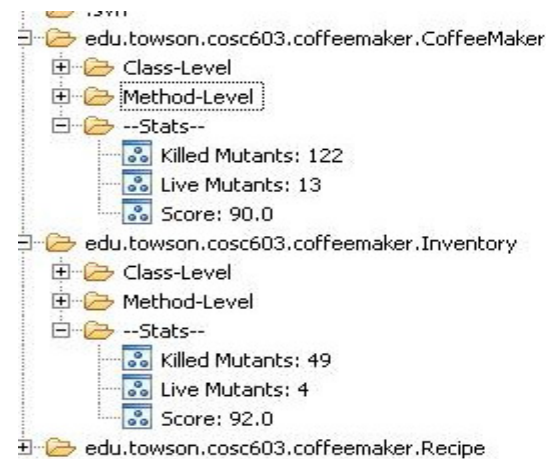 .svn
edu.towson.cosc603.coffeemaker.CoffeeMaker
Class-Level
Method-Level
--Stats--
Killed Mutants: 122
Live Mutants: 13
Score: 90.0
edu.towson.cosc603.coffeemaker.Inventory
Class-Level
Method-Level
--Stats--
Killed Mutants: 49
Live Mutants: 4
Score: 92.0
edu.towson.cosc603.coffeemaker.Recipe